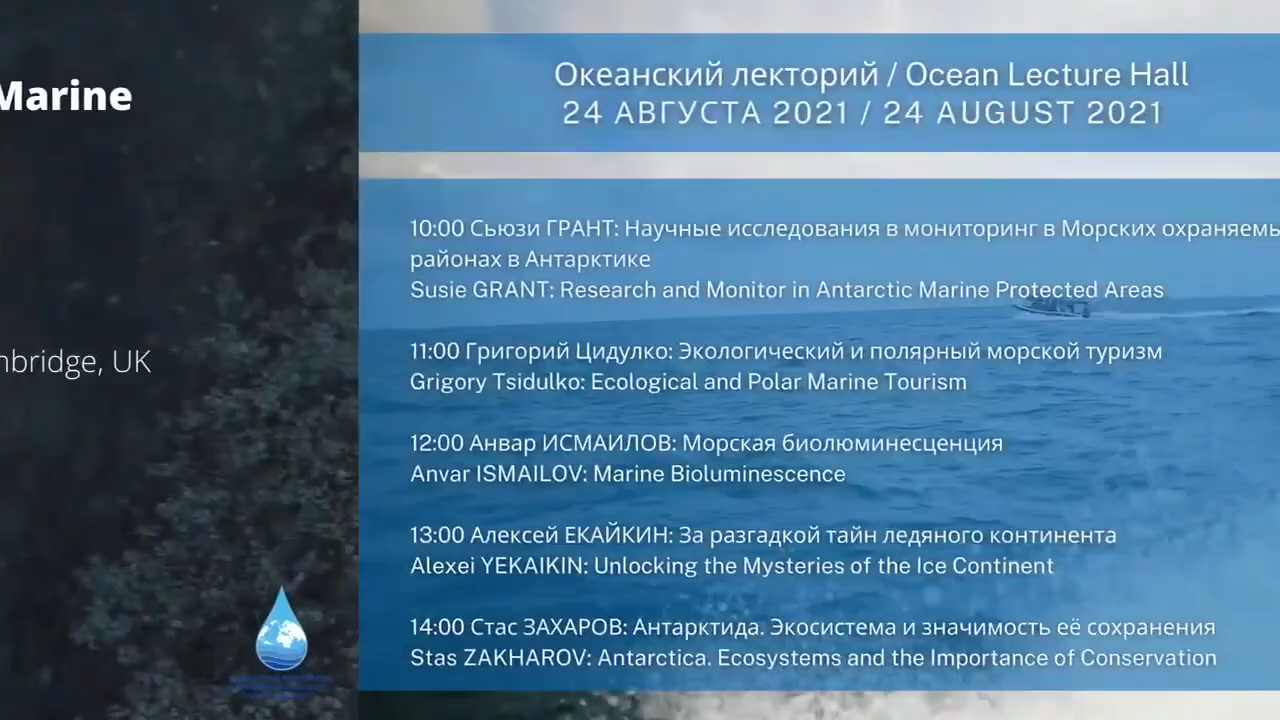 Marine
mbridge, UK
Океанский лекторий / Ocean Lecture Hall
24 АВГУСТА 2021 / 24 AUGUST 2021
10:00 Сьюзи ГРАНТ: Научные исследования в мониторинг в Морских охраняемы
районах в Антарктике
Susie GRANT: Research and Monitor in Antarctic Marine Protected Areas
11:00 Григорий Цидулко: Экологический и полярный морской туризм
Grigory Tsidulko: Ecological and Polar Marine Tourism
12:00 Анвар ИСМАИЛОВ: Морская биолюминесценция
Anvar ISMAILOV: Marine Bioluminescence
13:00 Алексей ЕКАЙКИН: За разгадкой тайн ледяного континента
Alexei YEKAIKIN: Unlocking the Mysteries of the Ice Continent
14:00 Стас ЗАХАРОВ: Антарктида. Экосистема и значимость её сохранения
Stas ZAKHAROV: Antarctica. Ecosystems and the Importance of Conservation